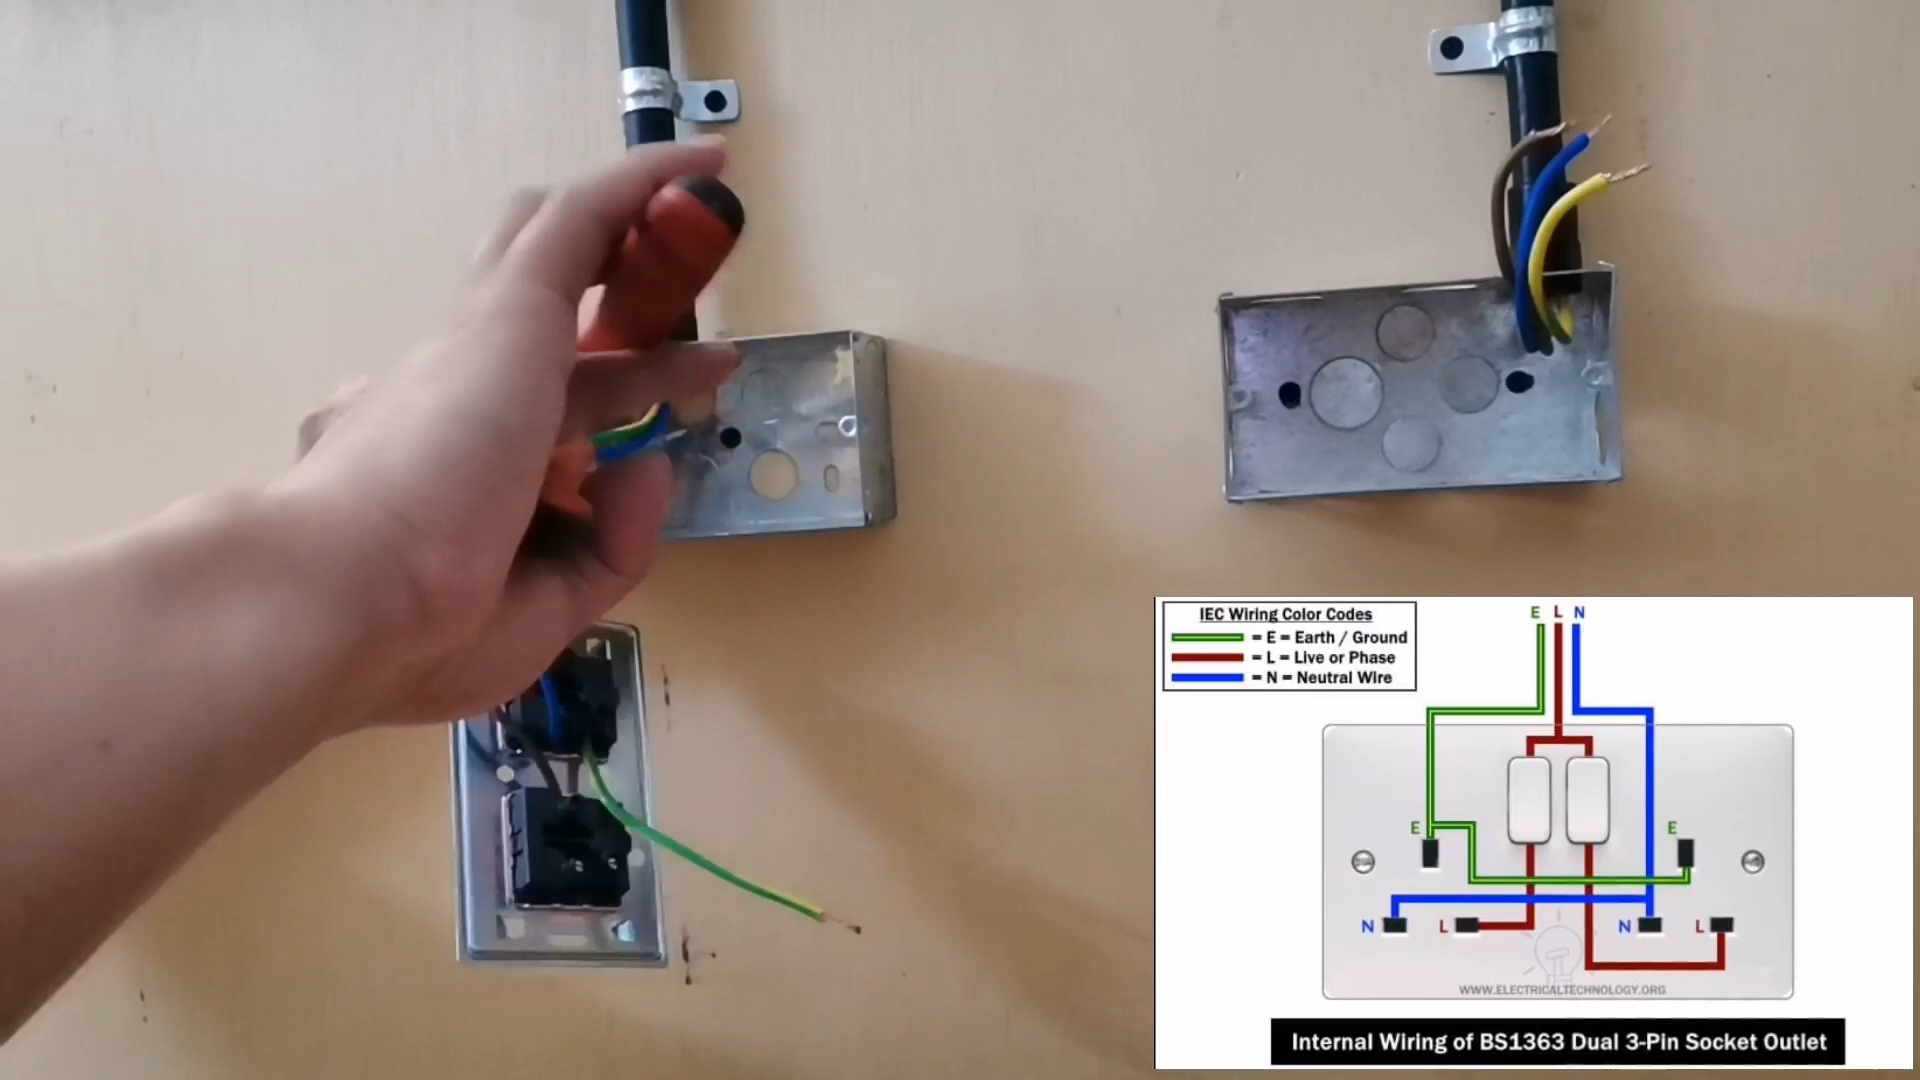 IEC Wiring Color Codes
= E = Earth / Ground
= L = Live or Phase
= N = Neutral Wire
E L N
E E
N L N L
WWW.ELECTRICALTECHNOLOGY.ORG
Internal Wiring of BS1363 Dual 3-Pin Socket Outlet